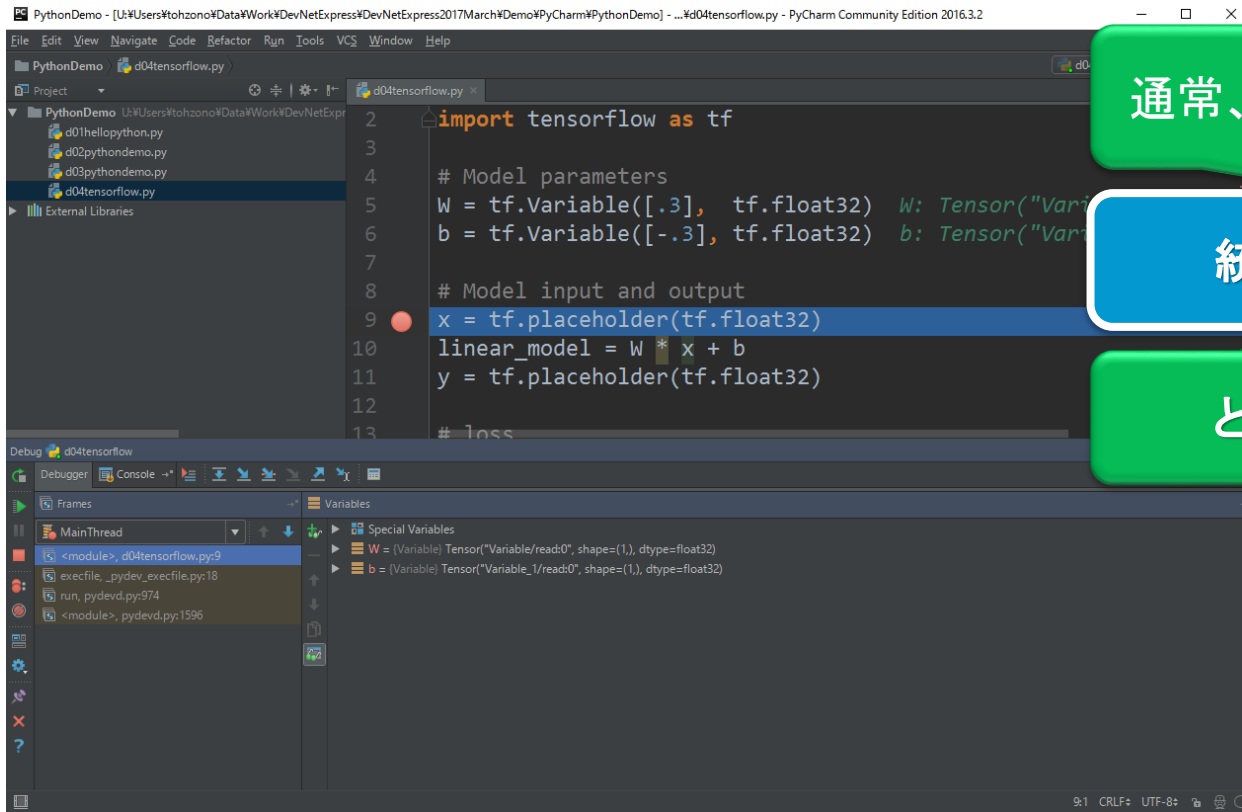 PC PythonDemo - [U:¥Users¥tohzono¥Data¥Work¥DevNetExpress¥DevNetExpress2017March¥Demo¥PyCharm¥PythonDemo] - ...¥d04tensorflow.py - PyCharm Community Edition 2016.3.2
File Edit View Navigate Code Refactor Run Tools VCS Window Help
PythonDemo d04tensorflow.py
通常、
Project
d04tensorflow.py
PythonDemo U:¥Users¥tohzono¥Data¥Work¥DevNetExpr
d01hellopython.py
d02pythondemo.py
d03pythondemo.py
d04tensorflow.py
External Libraries
2 import tensorflow as tf
3
4 # Model parameters
5 W = tf.Variable([.3], tf.float32) W: Tensor("Vari
6 b = tf.Variable([-.3], tf.float32) b: Tensor("Var
7
8 # Model input and output
9 x = tf.placeholder(tf.float32)
10 linear_model = W * x + b
11 y = tf.placeholder(tf.float32)
12
13 # loss
と
Debug d04tensorflow
Debugger Console
Frames
Variables
MainThread
<module>, d04tensorflow.py:9
execfile, _pydev_execfile.py:18
run, pydevd.py:974
<module>, pydevd.py:1596
Special Variables
W = {Variable} Tensor("Variable/read:0", shape=(1,), dtype=float32)
b = {Variable} Tensor("Variable_1/read:0", shape=(1,), dtype=float32)
9:1 CRLF UTF-8